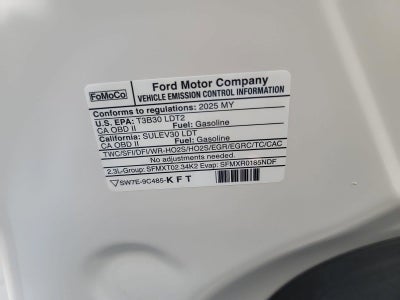 FoMoCo
Ford Motor Company
VEHICLE EMISSION CONTROL INFORMATION
Conforms to regulations: 2025 MY
U.S. EPA: T3B30 LDT2
CA OBD II Fuel: Gasoline
California: SULEV30 LDT
CA OBD II Fuel: Gasoline
TWC/SFI/DFI/WR-HO2S/HO2S/EGR/EGRC/TC/CAC
No adjustments needed.
2.3L-Group: SFMXT02.34K2 Evap: SFMXR0185NDF
SW7E-9C485-KFT